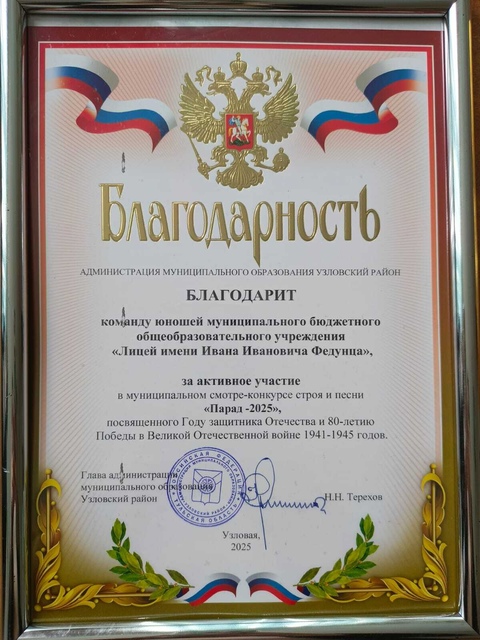 Благодарность
АДМИНИСТРАЦИЯ МУНИЦИПАЛЬНОГО ОБРАЗОВАНИЯ УЗЛОВСКИЙ РАЙОН
БЛАГОДАРИТ
команду юношей муниципального бюджетного
общеобразовательного учреждения
«Лицей имени Ивана Ивановича Федунца»,
за активное участие
в муниципальном смотре-конкурсе строя и песни
«Парад -2025»,
посвященного Году защитника Отечества и 80-летию
Победы в Великой Отечественной войне 1941-1945 годов.
Глава администрации
муниципального образования
Узловский район
Н.Н. Терехов
Узловая,
2025